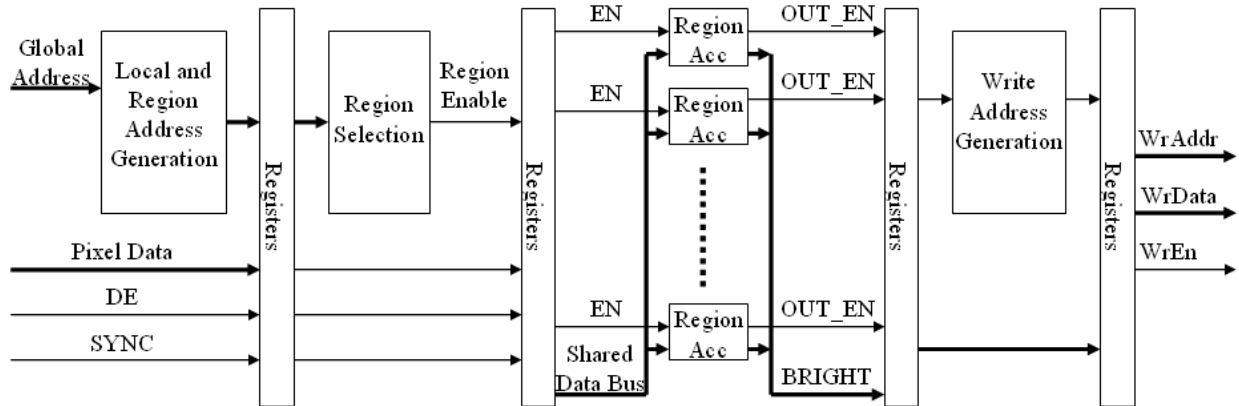 Global
Address
Local and
Region
Address
Generation
Registers
Region
Selection
Region
Enable
Registers
EN
EN
EN
Shared
Data Bus
Region
Acc
Region
Acc
Region
Acc
OUT_EN
OUT_EN
OUT_EN
BRIGHT
Registers
Write
Address
Generation
Registers
WrAddr
WrData
WrEn
Pixel Data
DE
SYNC